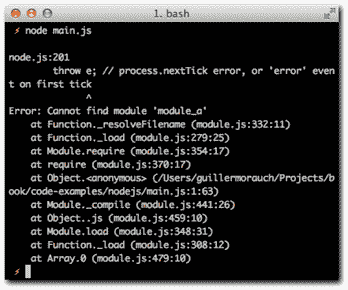 1. bash
⚡ node main.js
node.js:201
throw e; // process.nextTick error, or 'error' even
t on first tick
^
Error: Cannot find module 'module_a'
at Function._resolveFilename (module.js:332:11)
at Function._load (module.js:279:25)
at Module.require (module.js:354:17)
at require (module.js:370:17)
at Object.<anonymous> (/Users/guillermorauch/Projects/b
ook/code-examples/nodejs/main.js:1:63)
at Module._compile (module.js:441:26)
at Object..js (module.js:459:10)
at Module.load (module.js:348:31)
at Function._load (module.js:308:12)
at Array.0 (module.js:479:10)
⚡